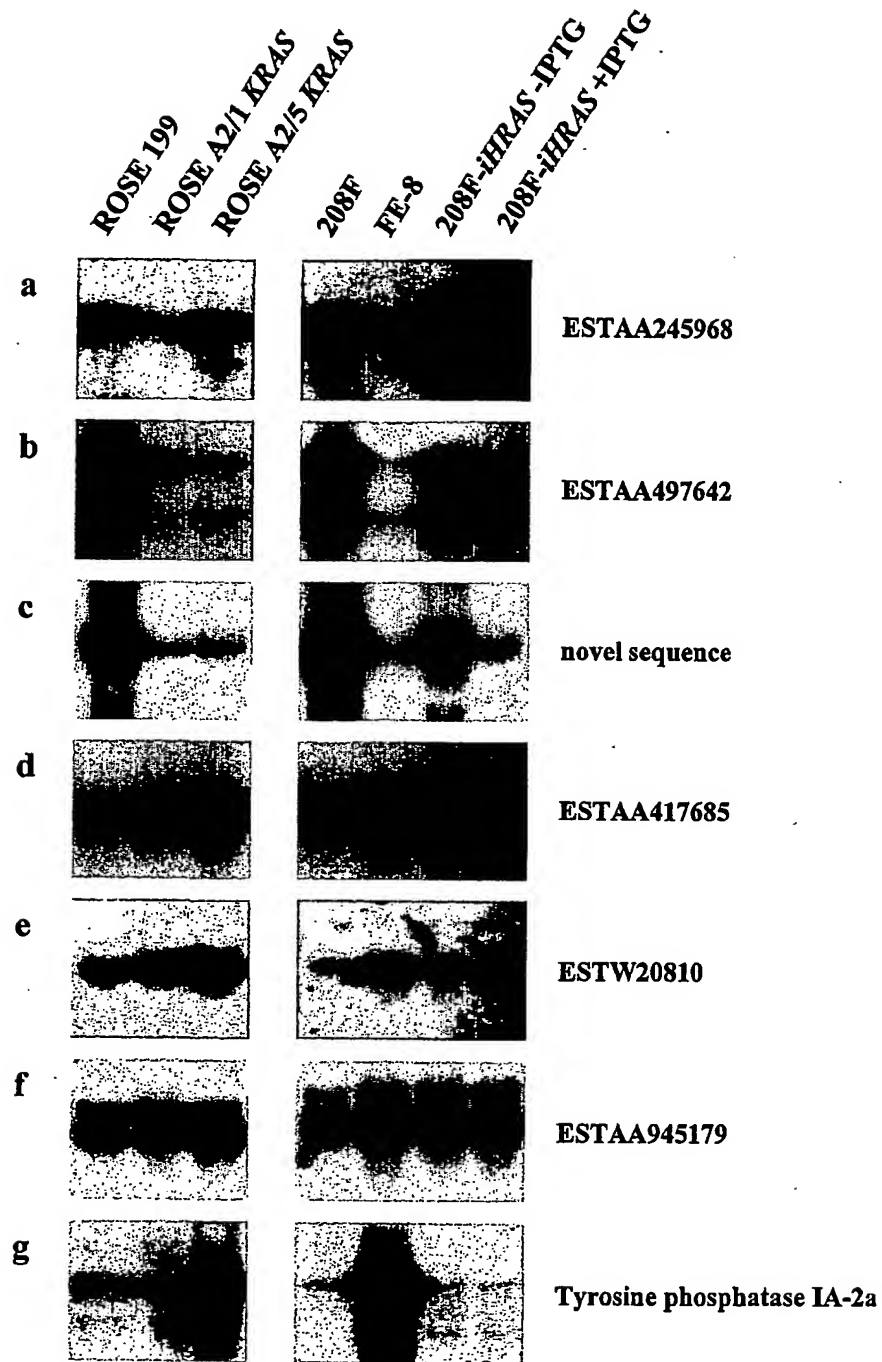 ROSE 199
ROSE A2/1 KRAS
ROSE A2/5 KRAS
208F
FE-8
208F-iHRAS -IPTG
208F-iHRAS +IPTG
a
ESTAA245968
b
ESTAA497642
c
novel sequence
d
ESTAA417685
e
ESTW20810
f
ESTAA945179
g
Tyrosine phosphatase IA-2a